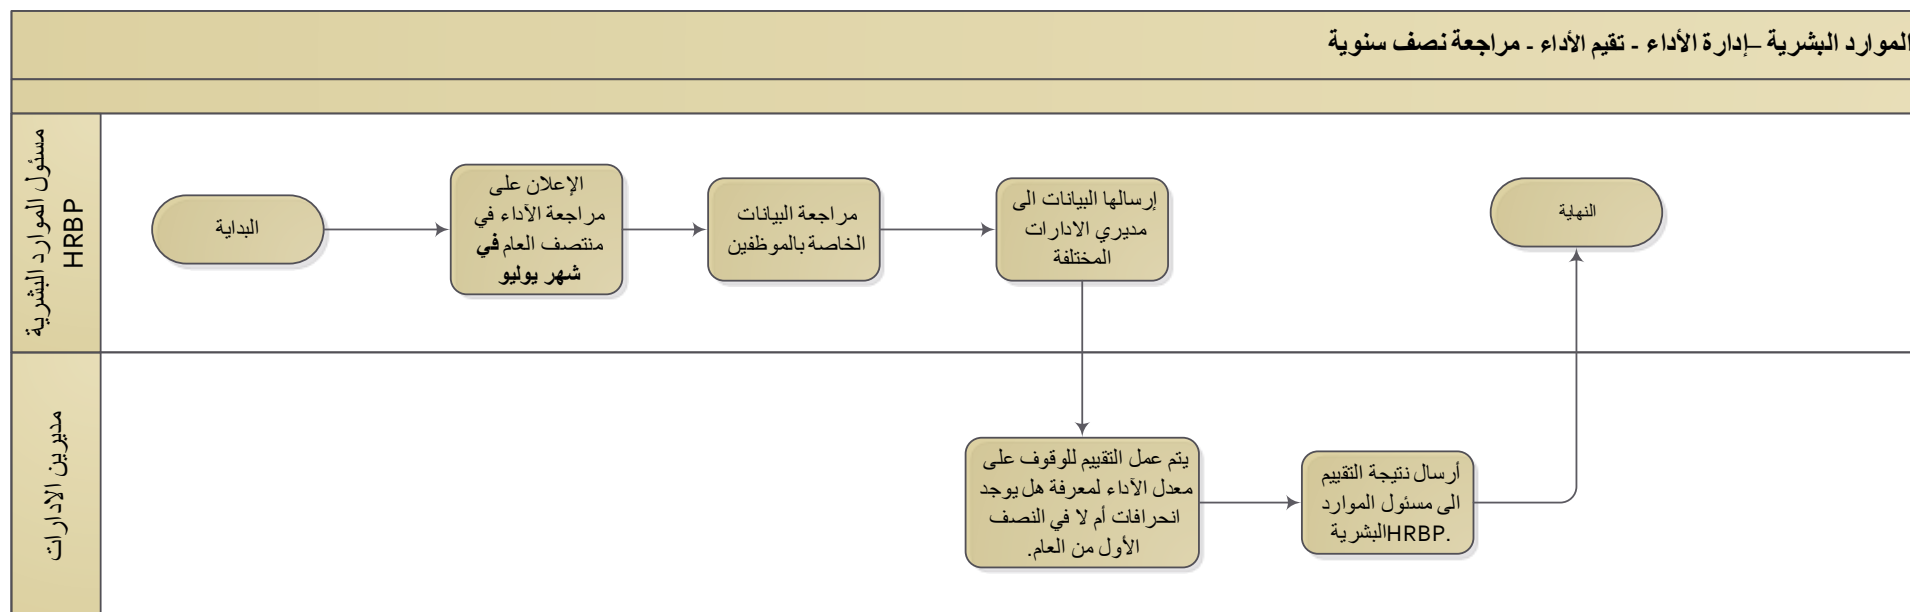 الموارد البشرية –إدارة الأداء - تقيم الأداء - مراجعة نصف سنوية
مسئول الموارد البشرية
HRBP
البداية
الإعلان على
مراجعة الآداء في
منتصف العام في
شهر يوليو
مراجعة البيانات
الخاصة بالموظفين
إرسالها البيانات الى
مديري الادارات
المختلفة
النهاية
مديرين الادارات
يتم عمل التقييم للوقوف على
معدل الآداء لمعرفة هل يوجد
انحرافات أم لا في النصف
الأول من العام.
أرسال نتيجة التقييم
الى مسئول الموارد
البشريةHRBP.